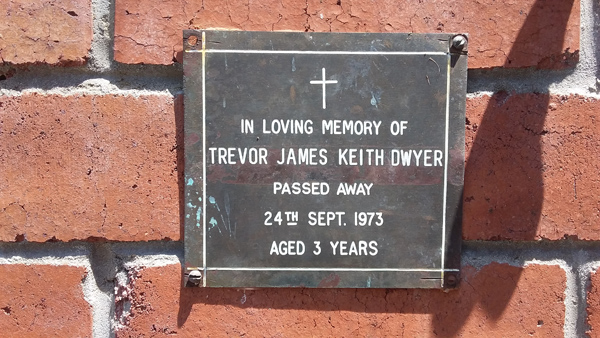 IN LOVING MEMORY OF
TREVOR JAMES KEITH DWYER
PASSED AWAY
24TH SEPT. 1973
AGED 3 YEARS